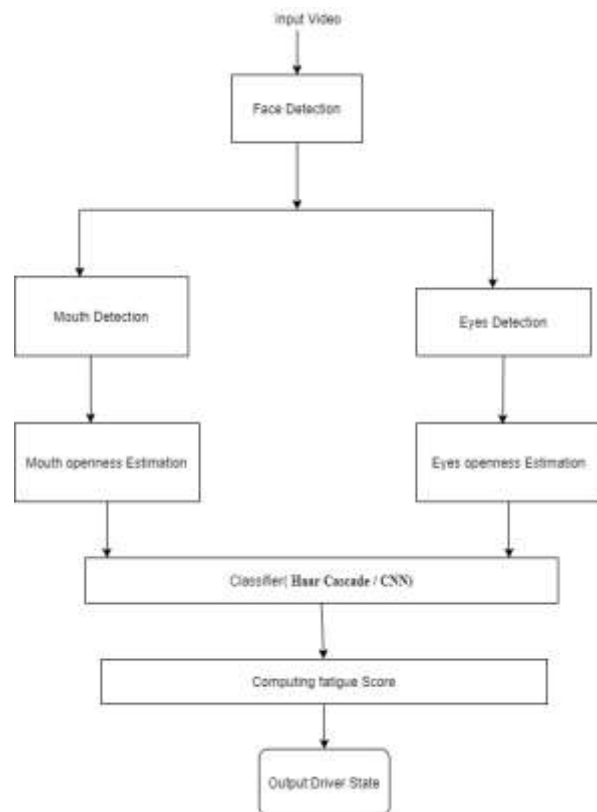 Input Video
Face Detection
Mouth Detection
Eyes Detection
Mouth openness Estimation
Eyes openness Estimation
Classifier( Haar Cascade / CNN)
Computing fatigue Score
Output:Driver State